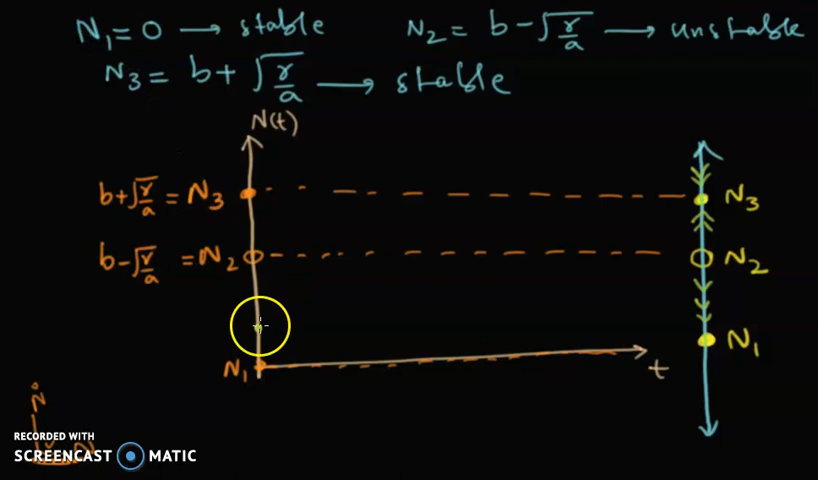 N₁ = 0 → stable N₂ = b - √(r/a) → unstable
N₃ = b + √(r/a) → stable
N(t)
b + √(r/a) = N₃ N₃
b - √(r/a) = N₂ N₂
N₁
N₁ t
Ṅ
N
RECORDED WITH
SCREENCAST MATIC